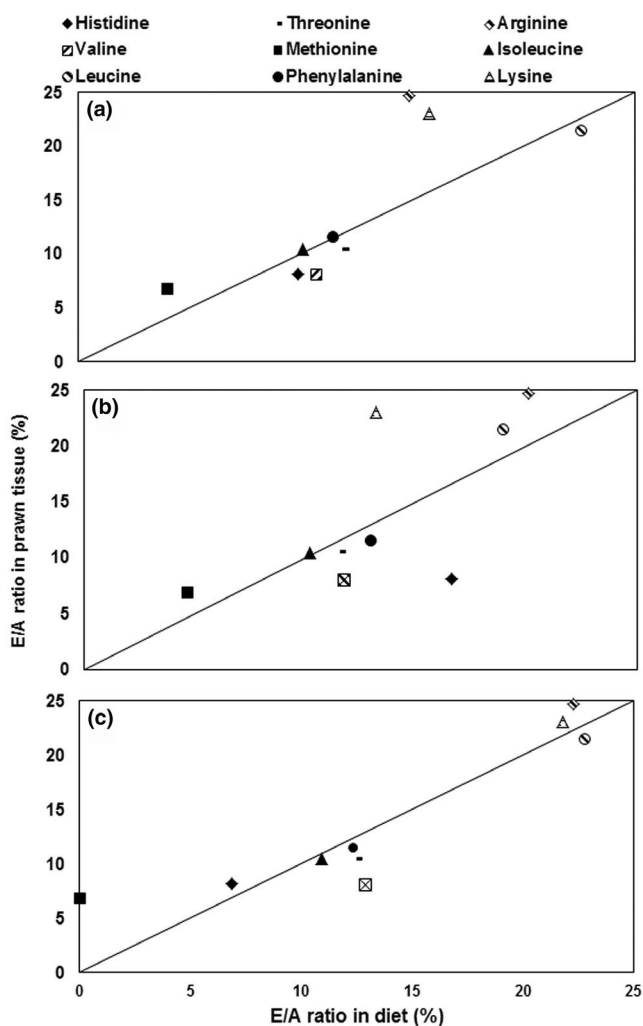 Histidine Threonine Arginine
Valine Methionine Isoleucine
Leucine Phenylalanine Lysine
25
(a)
20
15
10
5
0
25
(b)
20
15
10
5
0
25
(c)
20
15
10
5
0
0 5 10 15 20 25
E/A ratio in prawn tissue (%)
E/A ratio in diet (%)